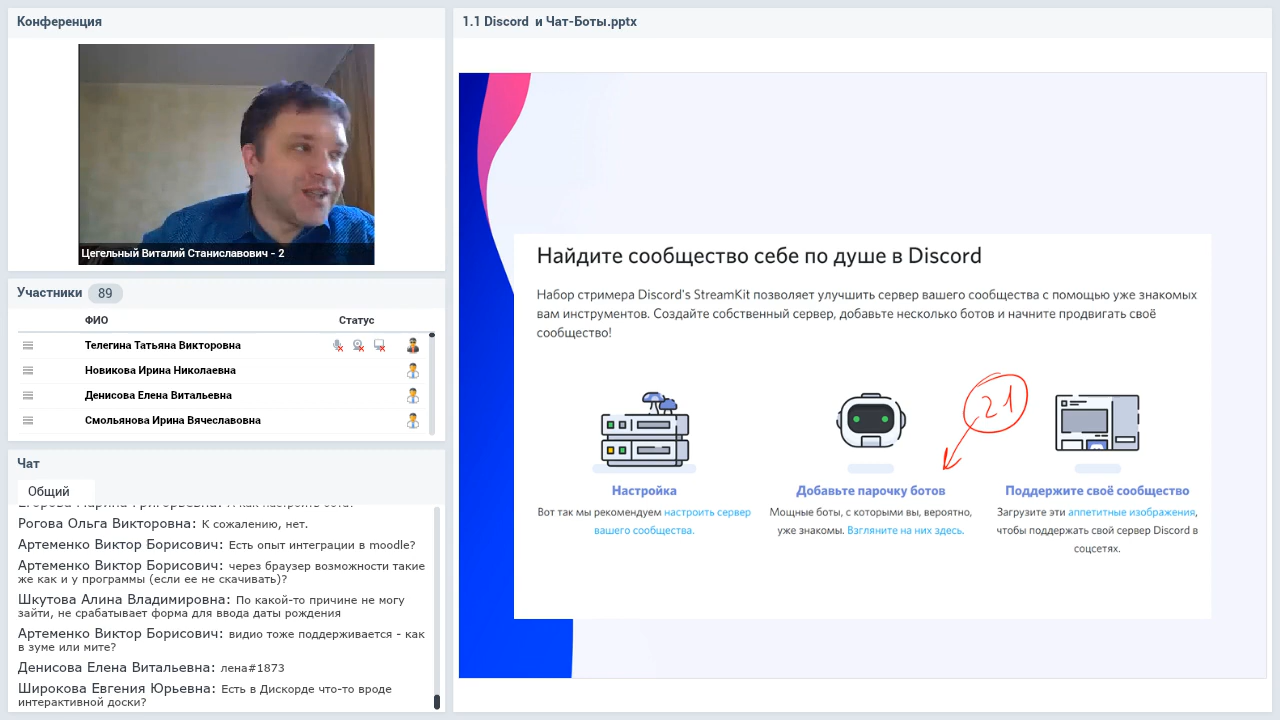 Конференция
Цегельный Виталий Станиславович - 2
Участники 89
ФИО Статус
Телегина Татьяна Викторовна
Новикова Ирина Николаевна
Денисова Елена Витальевна
Смольянова Ирина Вячеславовна
Чат
Общий
Рогова Ольга Викторовна: К сожалению, нет.
Артеменко Виктор Борисович: Есть опыт интеграции в moodle?
Артеменко Виктор Борисович: через браузер возможности такие
же как и у программы (если ее не скачивать)?
Шкутова Алина Владимировна: По какой-то причине не могу
зайти, не срабатывает форма для ввода даты рождения
Артеменко Виктор Борисович: видио тоже поддерживается - как
в зуме или мите?
Денисова Елена Витальевна: лена#1873
Широкова Евгения Юрьевна: Есть в Дискорде что-то вроде
интерактивной доски?
1.1 Discord и Чат-Боты.pptx
Найдите сообщество себе по душе в Discord
Набор стримера Discord's StreamKit позволяет улучшить сервер вашего сообщества с помощью уже знакомых
вам инструментов. Создайте собственный сервер, добавьте несколько ботов и начните продвигать своё
сообщество!
21
Настройка
Вот так мы рекомендуем настроить сервер
вашего сообщества.
Добавьте парочку ботов
Мощные боты, с которыми вы, вероятно,
уже знакомы. Взгляните на них здесь.
Поддержите своё сообщество
Загрузите эти аппетитные изображения,
чтобы поддержать свой сервер Discord в
соцсетях.